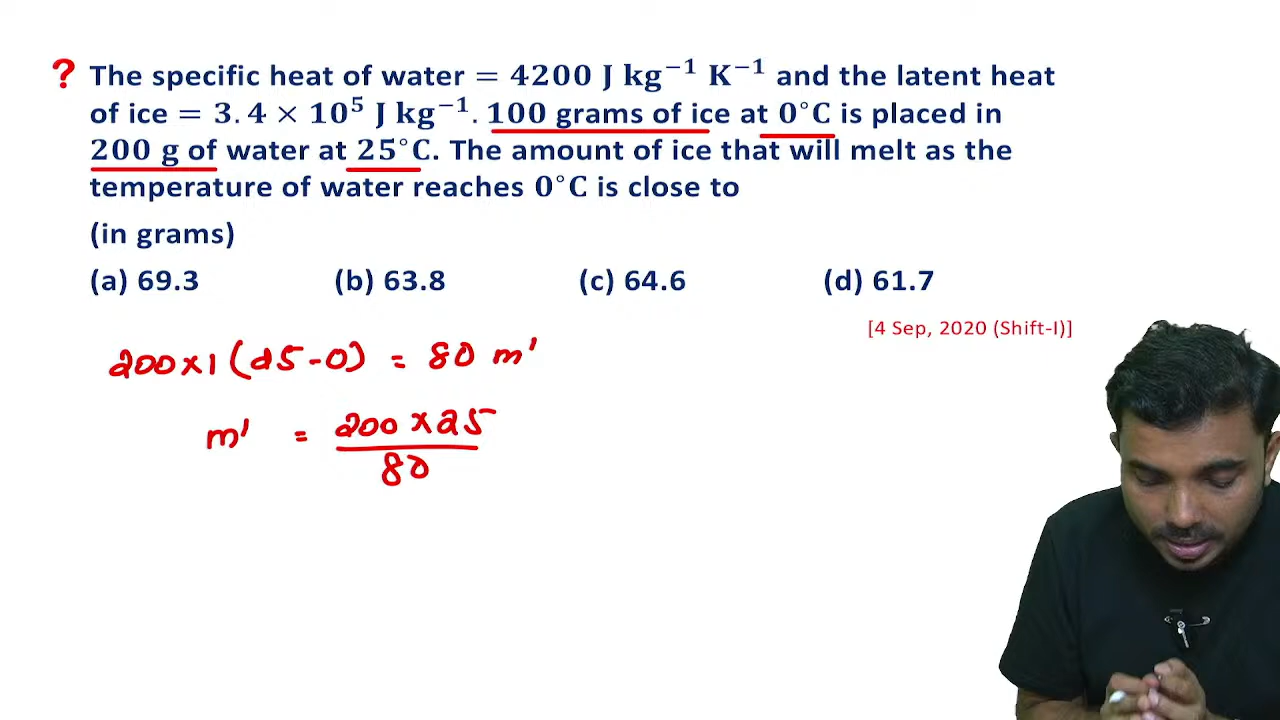 ? The specific heat of water = 4200 J kg⁻¹ K⁻¹ and the latent heat
of ice = 3.4 × 10⁵ J kg⁻¹. 100 grams of ice at 0°C is placed in
200 g of water at 25°C. The amount of ice that will melt as the
temperature of water reaches 0°C is close to
(in grams)
(a) 69.3 (b) 63.8 (c) 64.6 (d) 61.7
[4 Sep, 2020 (Shift-I)]
200 × 1 (25 - 0) = 80 m'
m' = 200 × 25
80